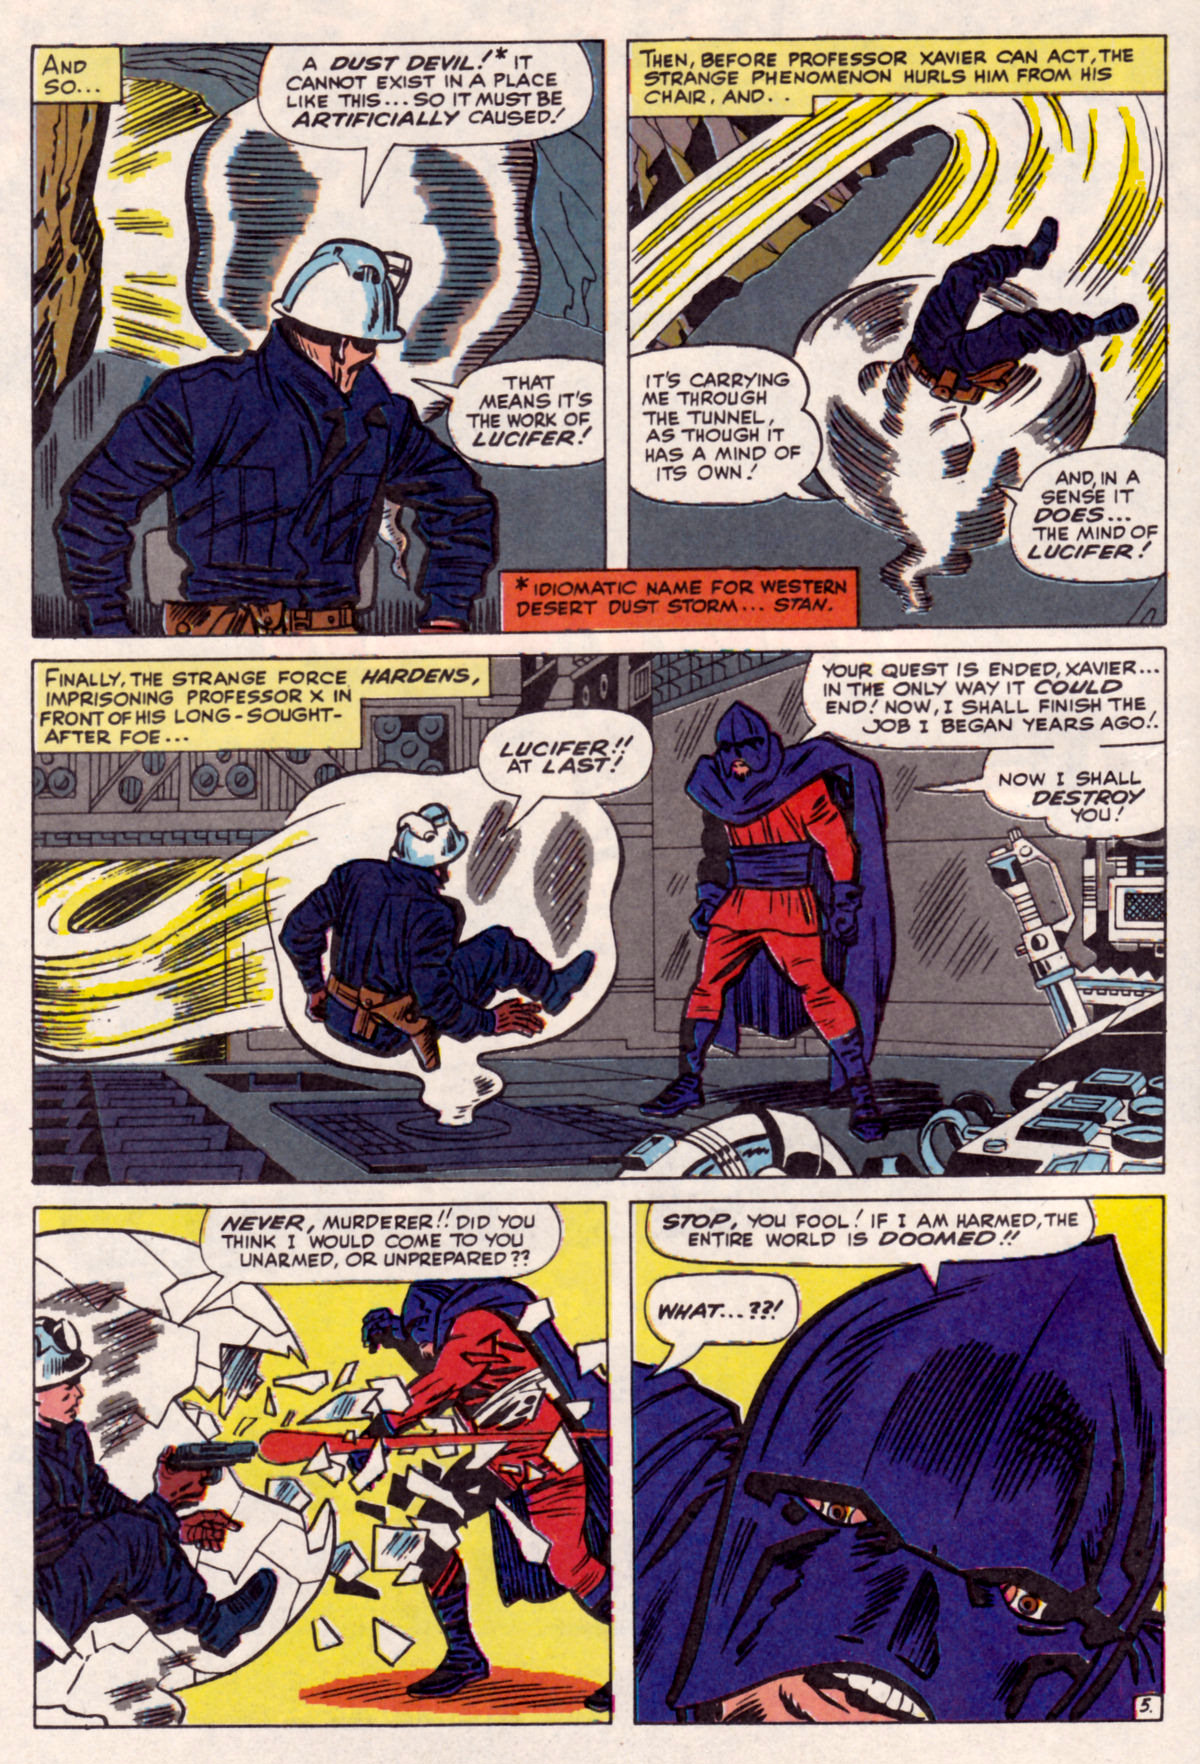 AND
SO...
A DUST DEVIL!* IT
CANNOT EXIST IN A PLACE
LIKE THIS... SO IT MUST BE
ARTIFICIALLY CAUSED!
THAT
MEANS IT'S
THE WORK OF
LUCIFER!
THEN, BEFORE PROFESSOR XAVIER CAN ACT, THE
STRANGE PHENOMENON HURLS HIM FROM HIS
CHAIR, AND..
IT'S CARRYING
ME THROUGH
THE TUNNEL,
AS THOUGH IT
HAS A MIND OF
ITS OWN!
AND, IN A
SENSE IT
DOES...
THE MIND OF
LUCIFER!
* IDIOMATIC NAME FOR WESTERN
DESERT DUST STORM... STAN.
FINALLY, THE STRANGE FORCE HARDENS,
IMPRISONING PROFESSOR X IN
FRONT OF HIS LONG-SOUGHT-
AFTER FOE...
LUCIFER!!
AT LAST!
YOUR QUEST IS ENDED, XAVIER...
IN THE ONLY WAY IT COULD
END! NOW, I SHALL FINISH THE
JOB I BEGAN YEARS AGO!.
NOW I SHALL
DESTROY
YOU!
NEVER, MURDERER!! DID YOU
THINK I WOULD COME TO YOU
UNARMED, OR UNPREPARED??
STOP, YOU FOOL! IF I AM HARMED, THE
ENTIRE WORLD IS DOOMED!!
WHAT...??!
5.